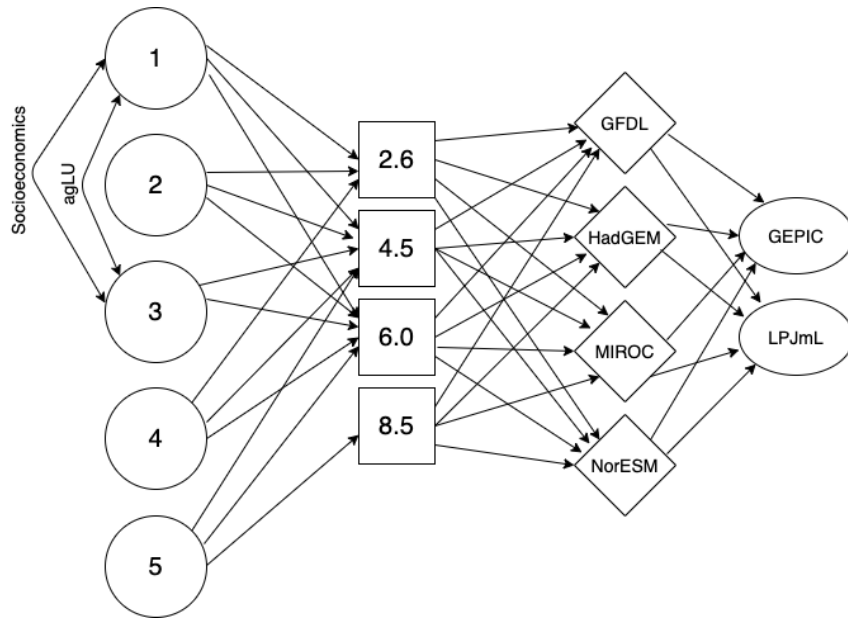 Socioeconomics
agLU
1
2
3
4
5
2.6
4.5
6.0
8.5
GFDL
HadGEM
MIROC
NorESM
GEPIC
LPJmL